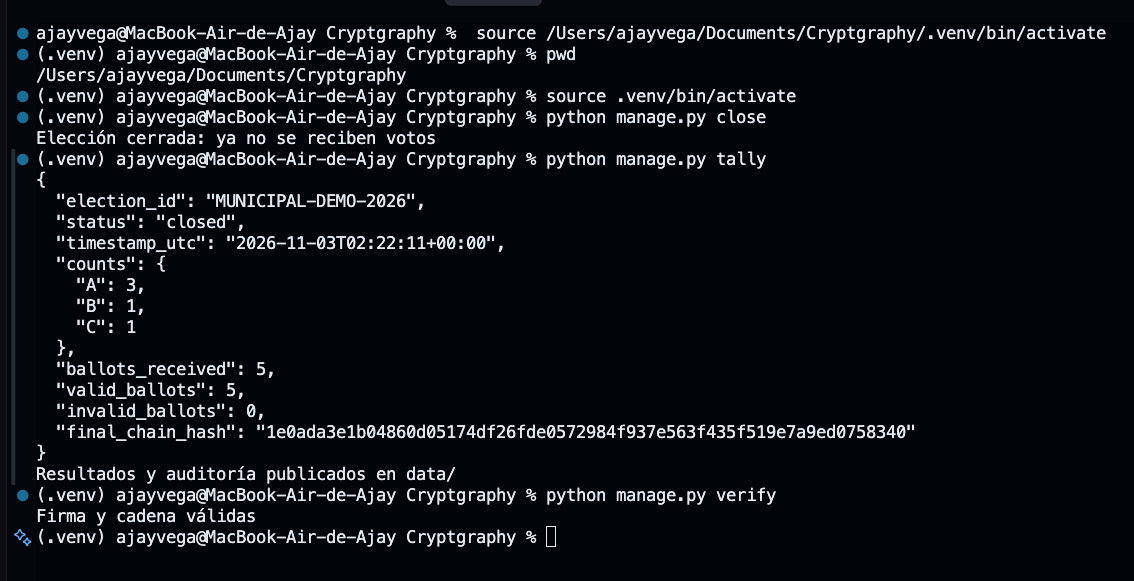 ajayvega@MacBook-Air-de-Ajay Cryptgraphy %  source /Users/ajayvega/Documents/Cryptgraphy/.venv/bin/activate
(.venv) ajayvega@MacBook-Air-de-Ajay Cryptgraphy % pwd
/Users/ajayvega/Documents/Cryptgraphy
(.venv) ajayvega@MacBook-Air-de-Ajay Cryptgraphy % source .venv/bin/activate
(.venv) ajayvega@MacBook-Air-de-Ajay Cryptgraphy % python manage.py close
Elección cerrada: ya no se reciben votos
(.venv) ajayvega@MacBook-Air-de-Ajay Cryptgraphy % python manage.py tally
{
  "election_id": "MUNICIPAL-DEMO-2026",
  "status": "closed",
  "timestamp_utc": "2026-11-03T02:22:11+00:00",
  "counts": {
    "A": 3,
    "B": 1,
    "C": 1
  },
  "ballots_received": 5,
  "valid_ballots": 5,
  "invalid_ballots": 0,
  "final_chain_hash": "1e0ada3e1b04860d05174df26fde0572984f937e563f435f519e7a9ed0758340"
}
Resultados y auditoría publicados en data/
(.venv) ajayvega@MacBook-Air-de-Ajay Cryptgraphy % python manage.py verify
Firma y cadena válidas
(.venv) ajayvega@MacBook-Air-de-Ajay Cryptgraphy %